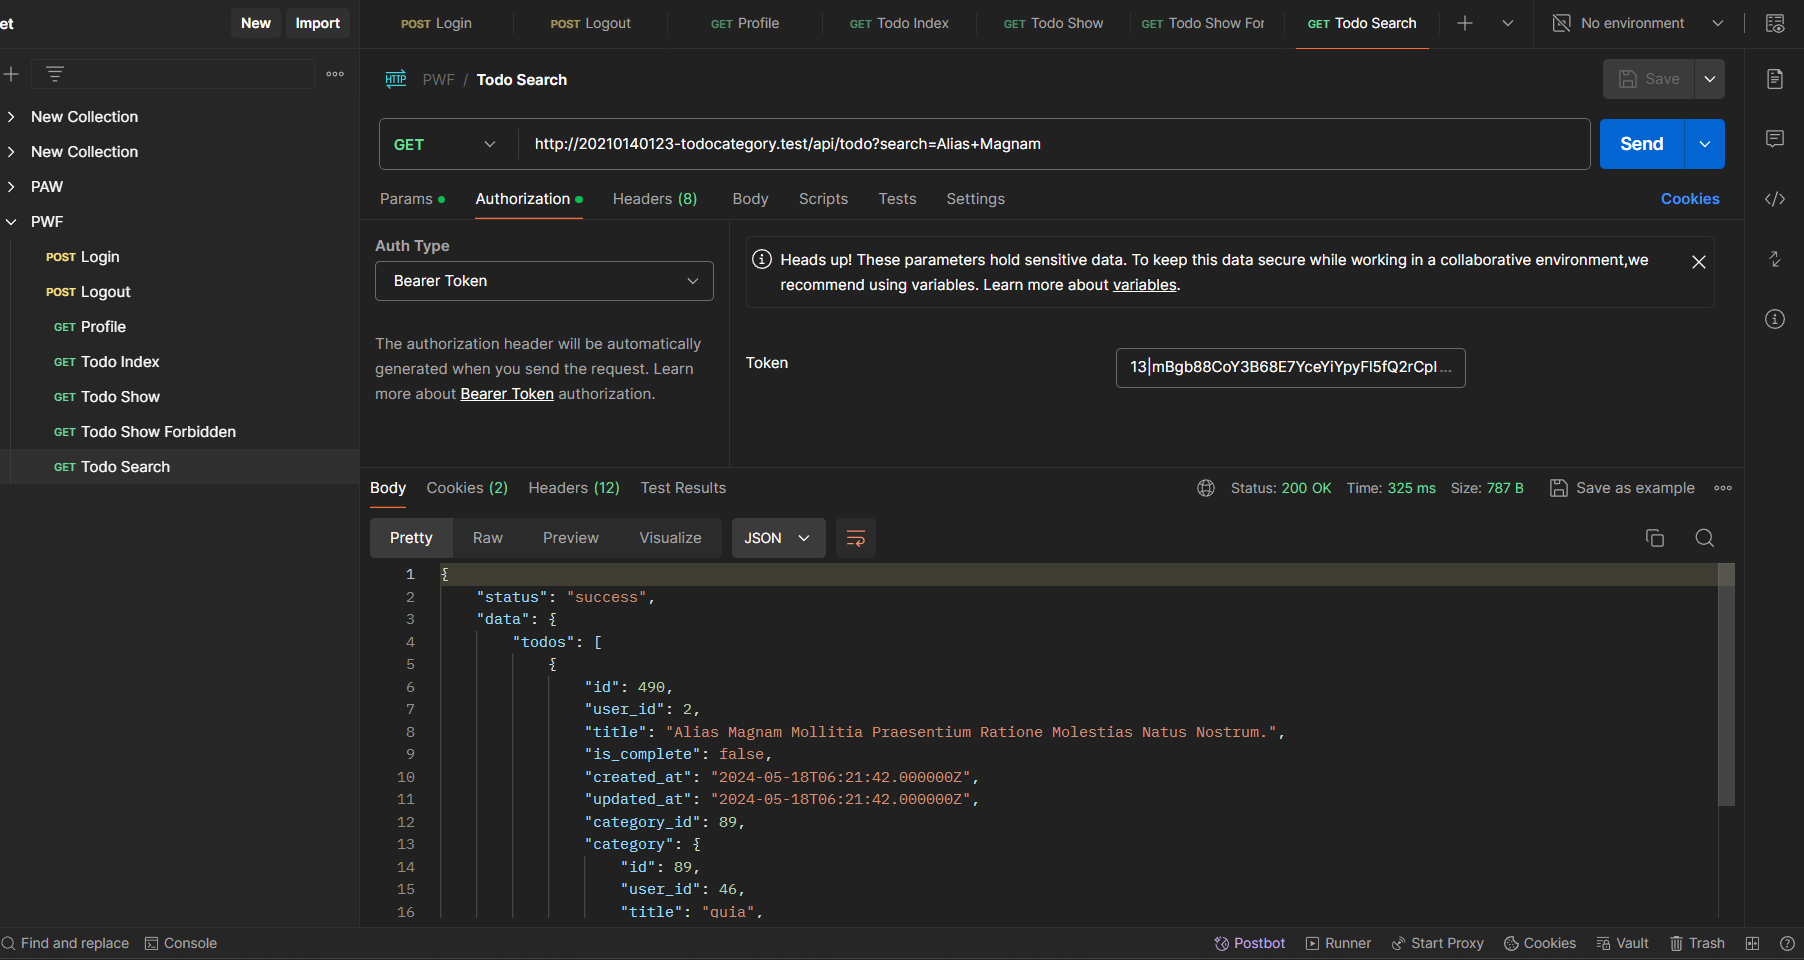 et
New
Import
POST Login
POST Logout
GET Profile
GET Todo Index
GET Todo Show
GET Todo Show For
GET Todo Search
No environment
HTTP PWF / Todo Search
Save
New Collection
New Collection
PAW
PWF
POST Login
POST Logout
GET Profile
GET Todo Index
GET Todo Show
GET Todo Show Forbidden
GET Todo Search
GET http://20210140123-todocategory.test/api/todo?search=Alias+Magnam
Send
Params
Authorization
Headers (8)
Body
Scripts
Tests
Settings
Cookies
Auth Type
Bearer Token
The authorization header will be automatically
generated when you send the request. Learn
more about Bearer Token authorization.
Heads up! These parameters hold sensitive data. To keep this data secure while working in a collaborative environment,we
recommend using variables. Learn more about variables.
Token
13|mBgb88CoY3B68E7YceYiYpyFl5fQ2rCpI...
Body
Cookies (2)
Headers (12)
Test Results
Status: 200 OK Time: 325 ms Size: 787 B
Save as example
Pretty
Raw
Preview
Visualize
JSON
1 {
2 "status": "success",
3 "data": {
4 "todos": [
5 {
6 "id": 490,
7 "user_id": 2,
8 "title": "Alias Magnam Mollitia Praesentium Ratione Molestias Natus Nostrum.",
9 "is_complete": false,
10 "created_at": "2024-05-18T06:21:42.000000Z",
11 "updated_at": "2024-05-18T06:21:42.000000Z",
12 "category_id": 89,
13 "category": {
14 "id": 89,
15 "user_id": 46,
16 "title": "quia",
Find and replace
Console
Postbot
Runner
Start Proxy
Cookies
Vault
Trash